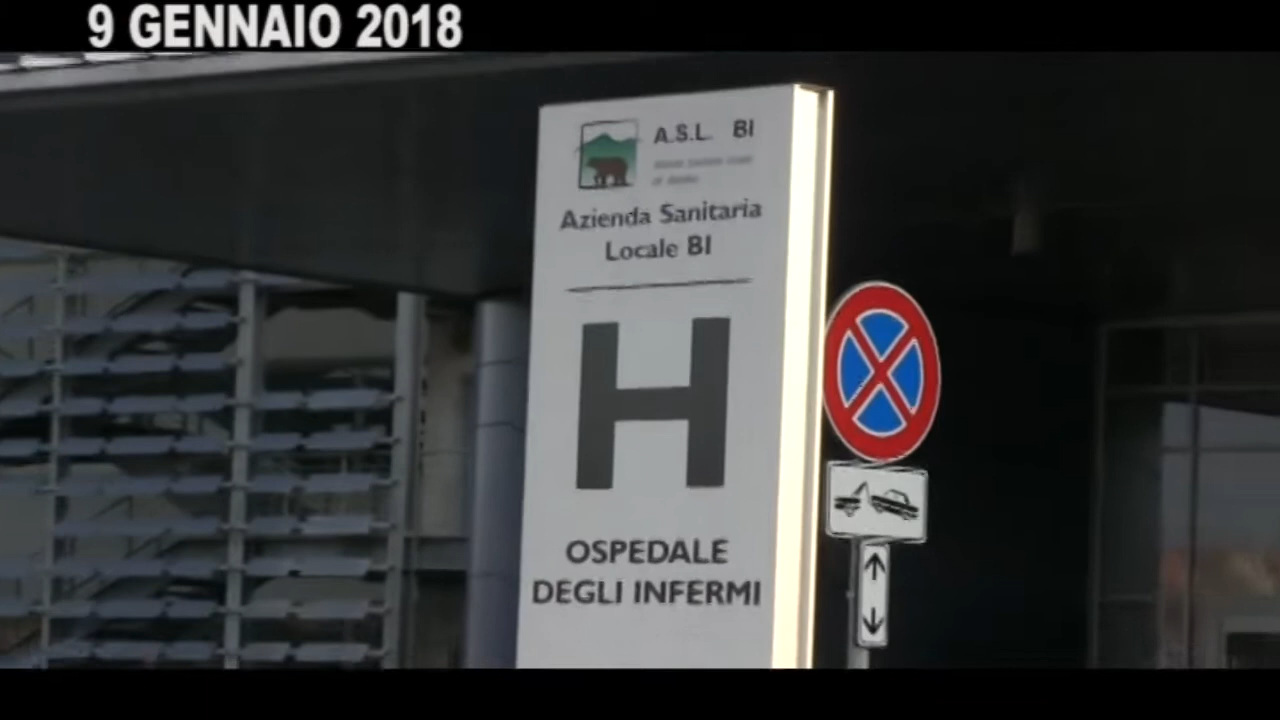 9 GENNAIO 2018
A.S.L. BI
Azienda Sanitaria
Locale BI
H
OSPEDALE
DEGLI INFERMI